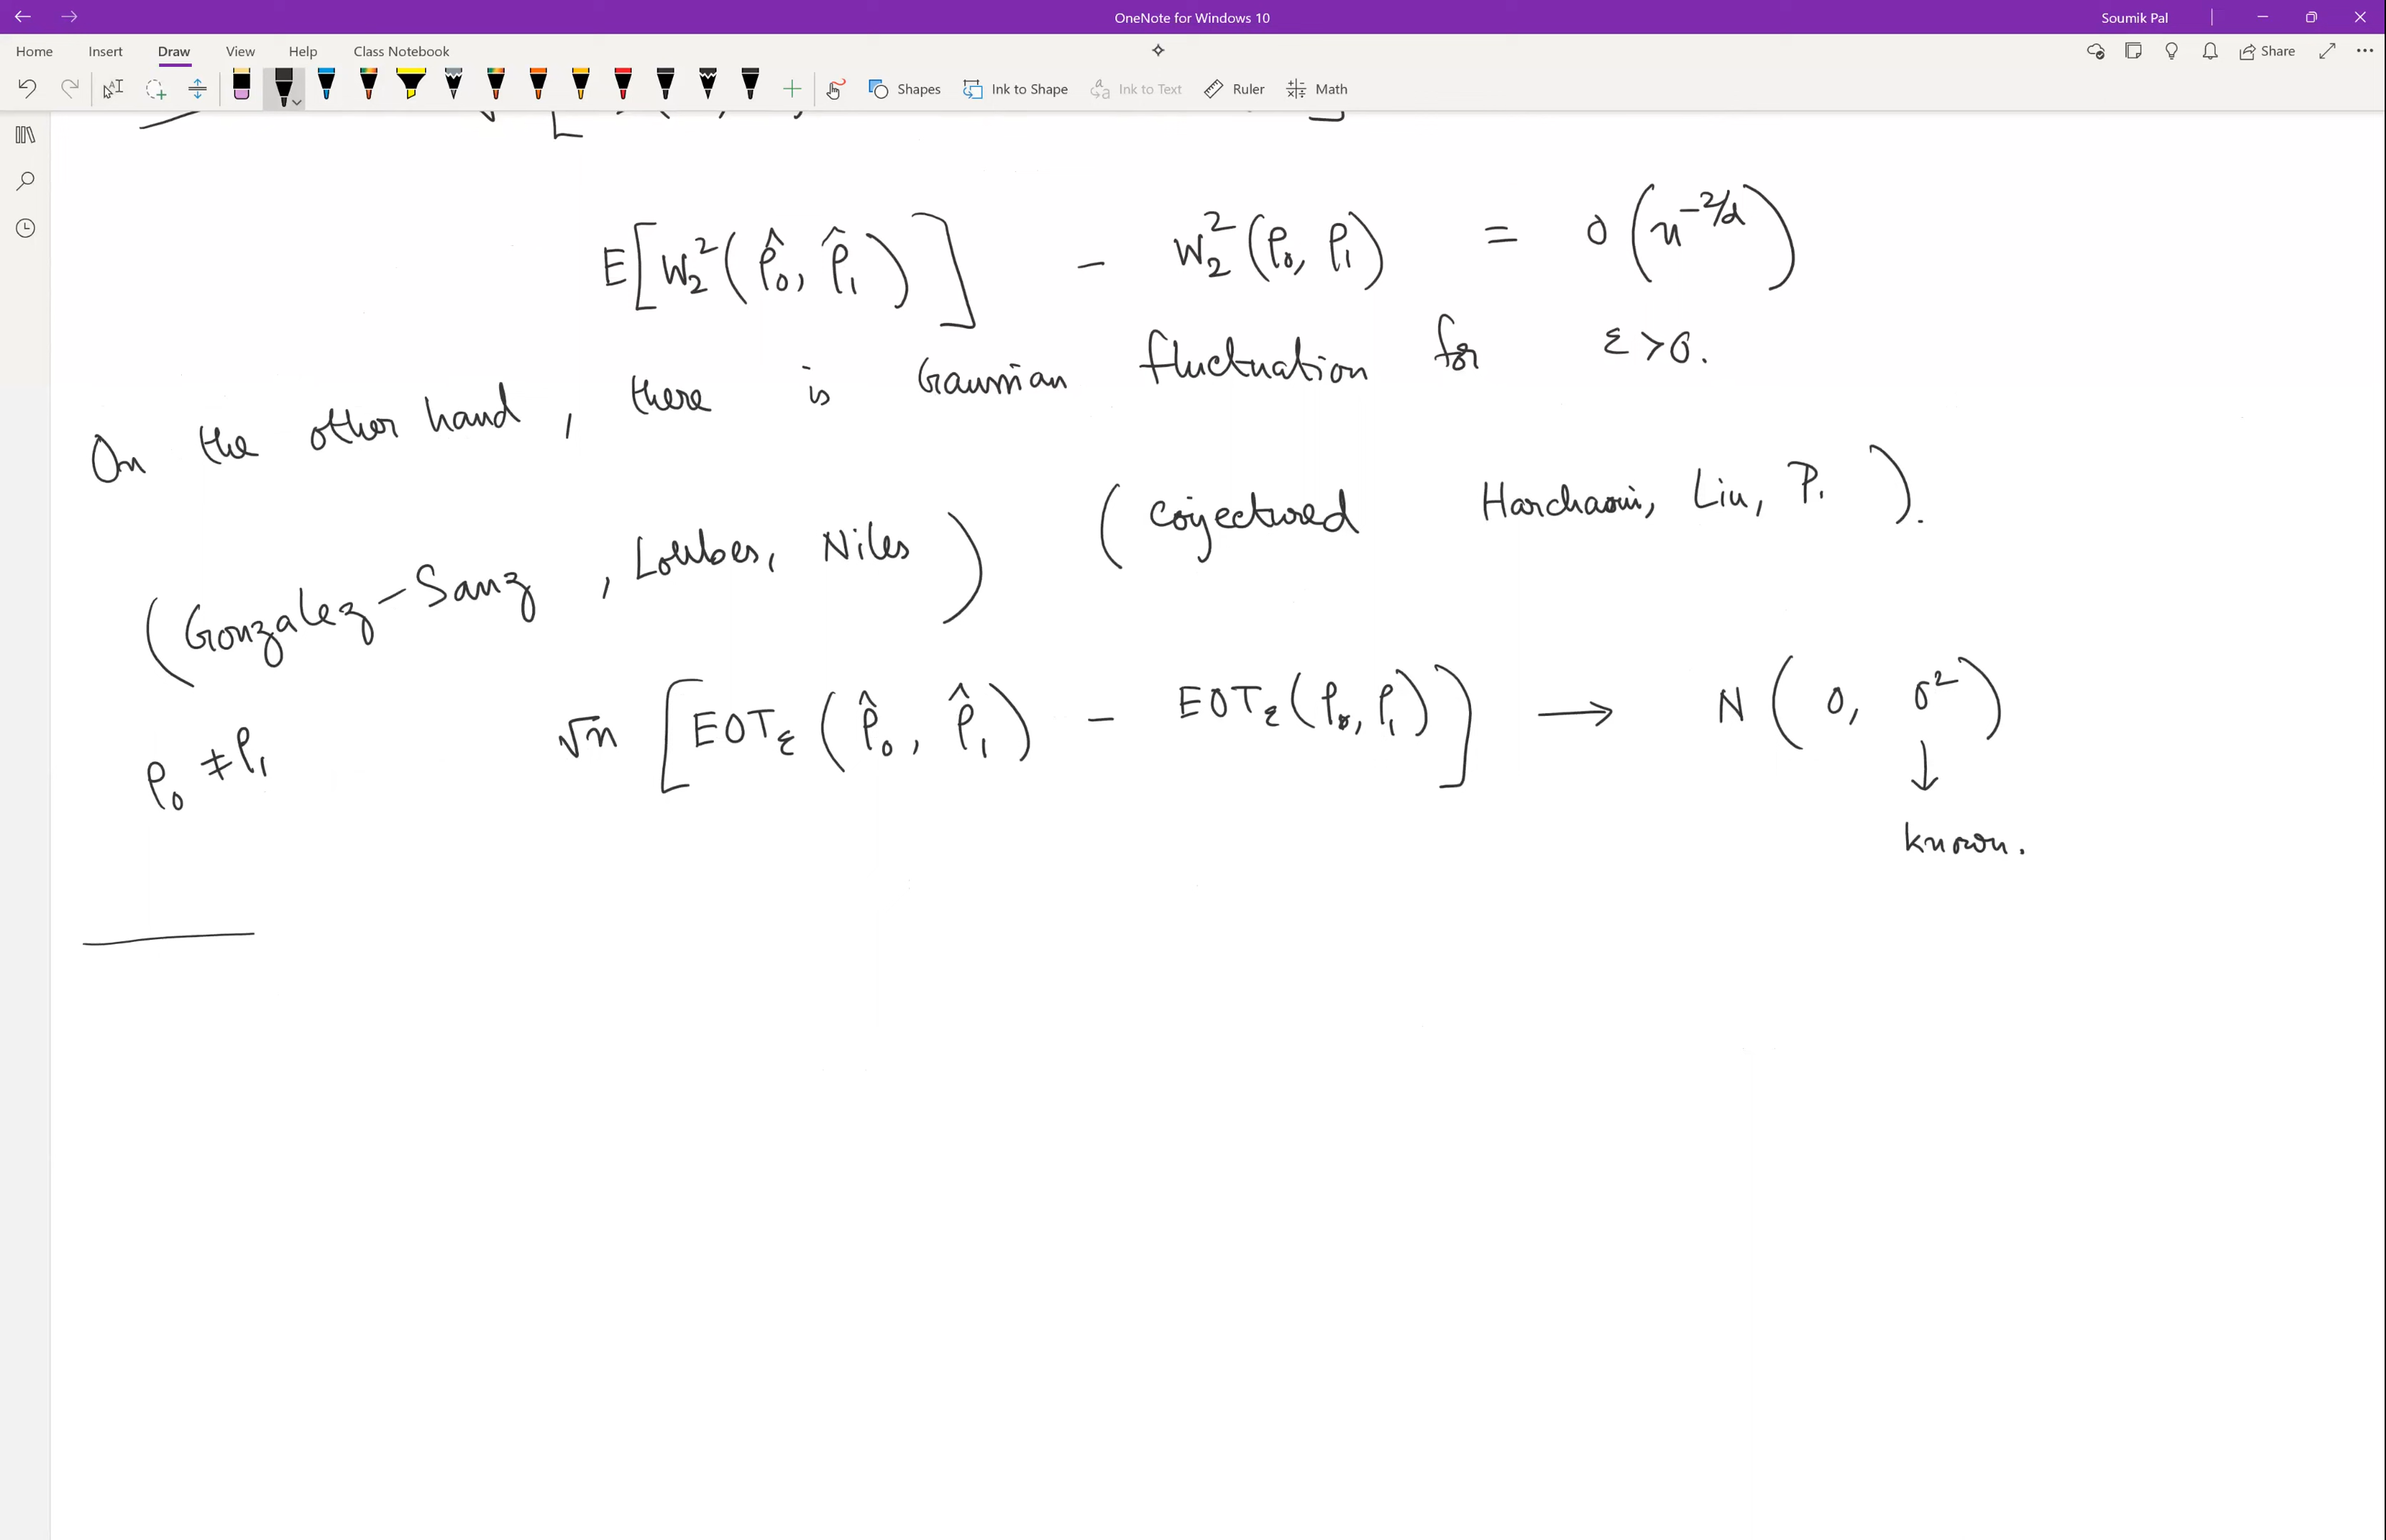 OneNote for Windows 10
Soumik Pal
Home Insert Draw View Help Class Notebook
Share
Shapes Ink to Shape Ink to Text Ruler Math
E[W₂²(ρ̂₀, ρ̂₁)] - W₂²(ρ₀, ρ₁) = O(n^{-2/d})
On the other hand, there is Gaussian fluctuation for ε>0.
(Gonzalez-Sanz, Loubes, Niles) (cojectured Harchaoui, Liu, P.).
ρ₀ ≠ ρ₁ √n [EOT_ε(ρ̂₀, ρ̂₁) - EOT_ε(ρ₀, ρ₁)] → N(0, σ²)
↓
known.